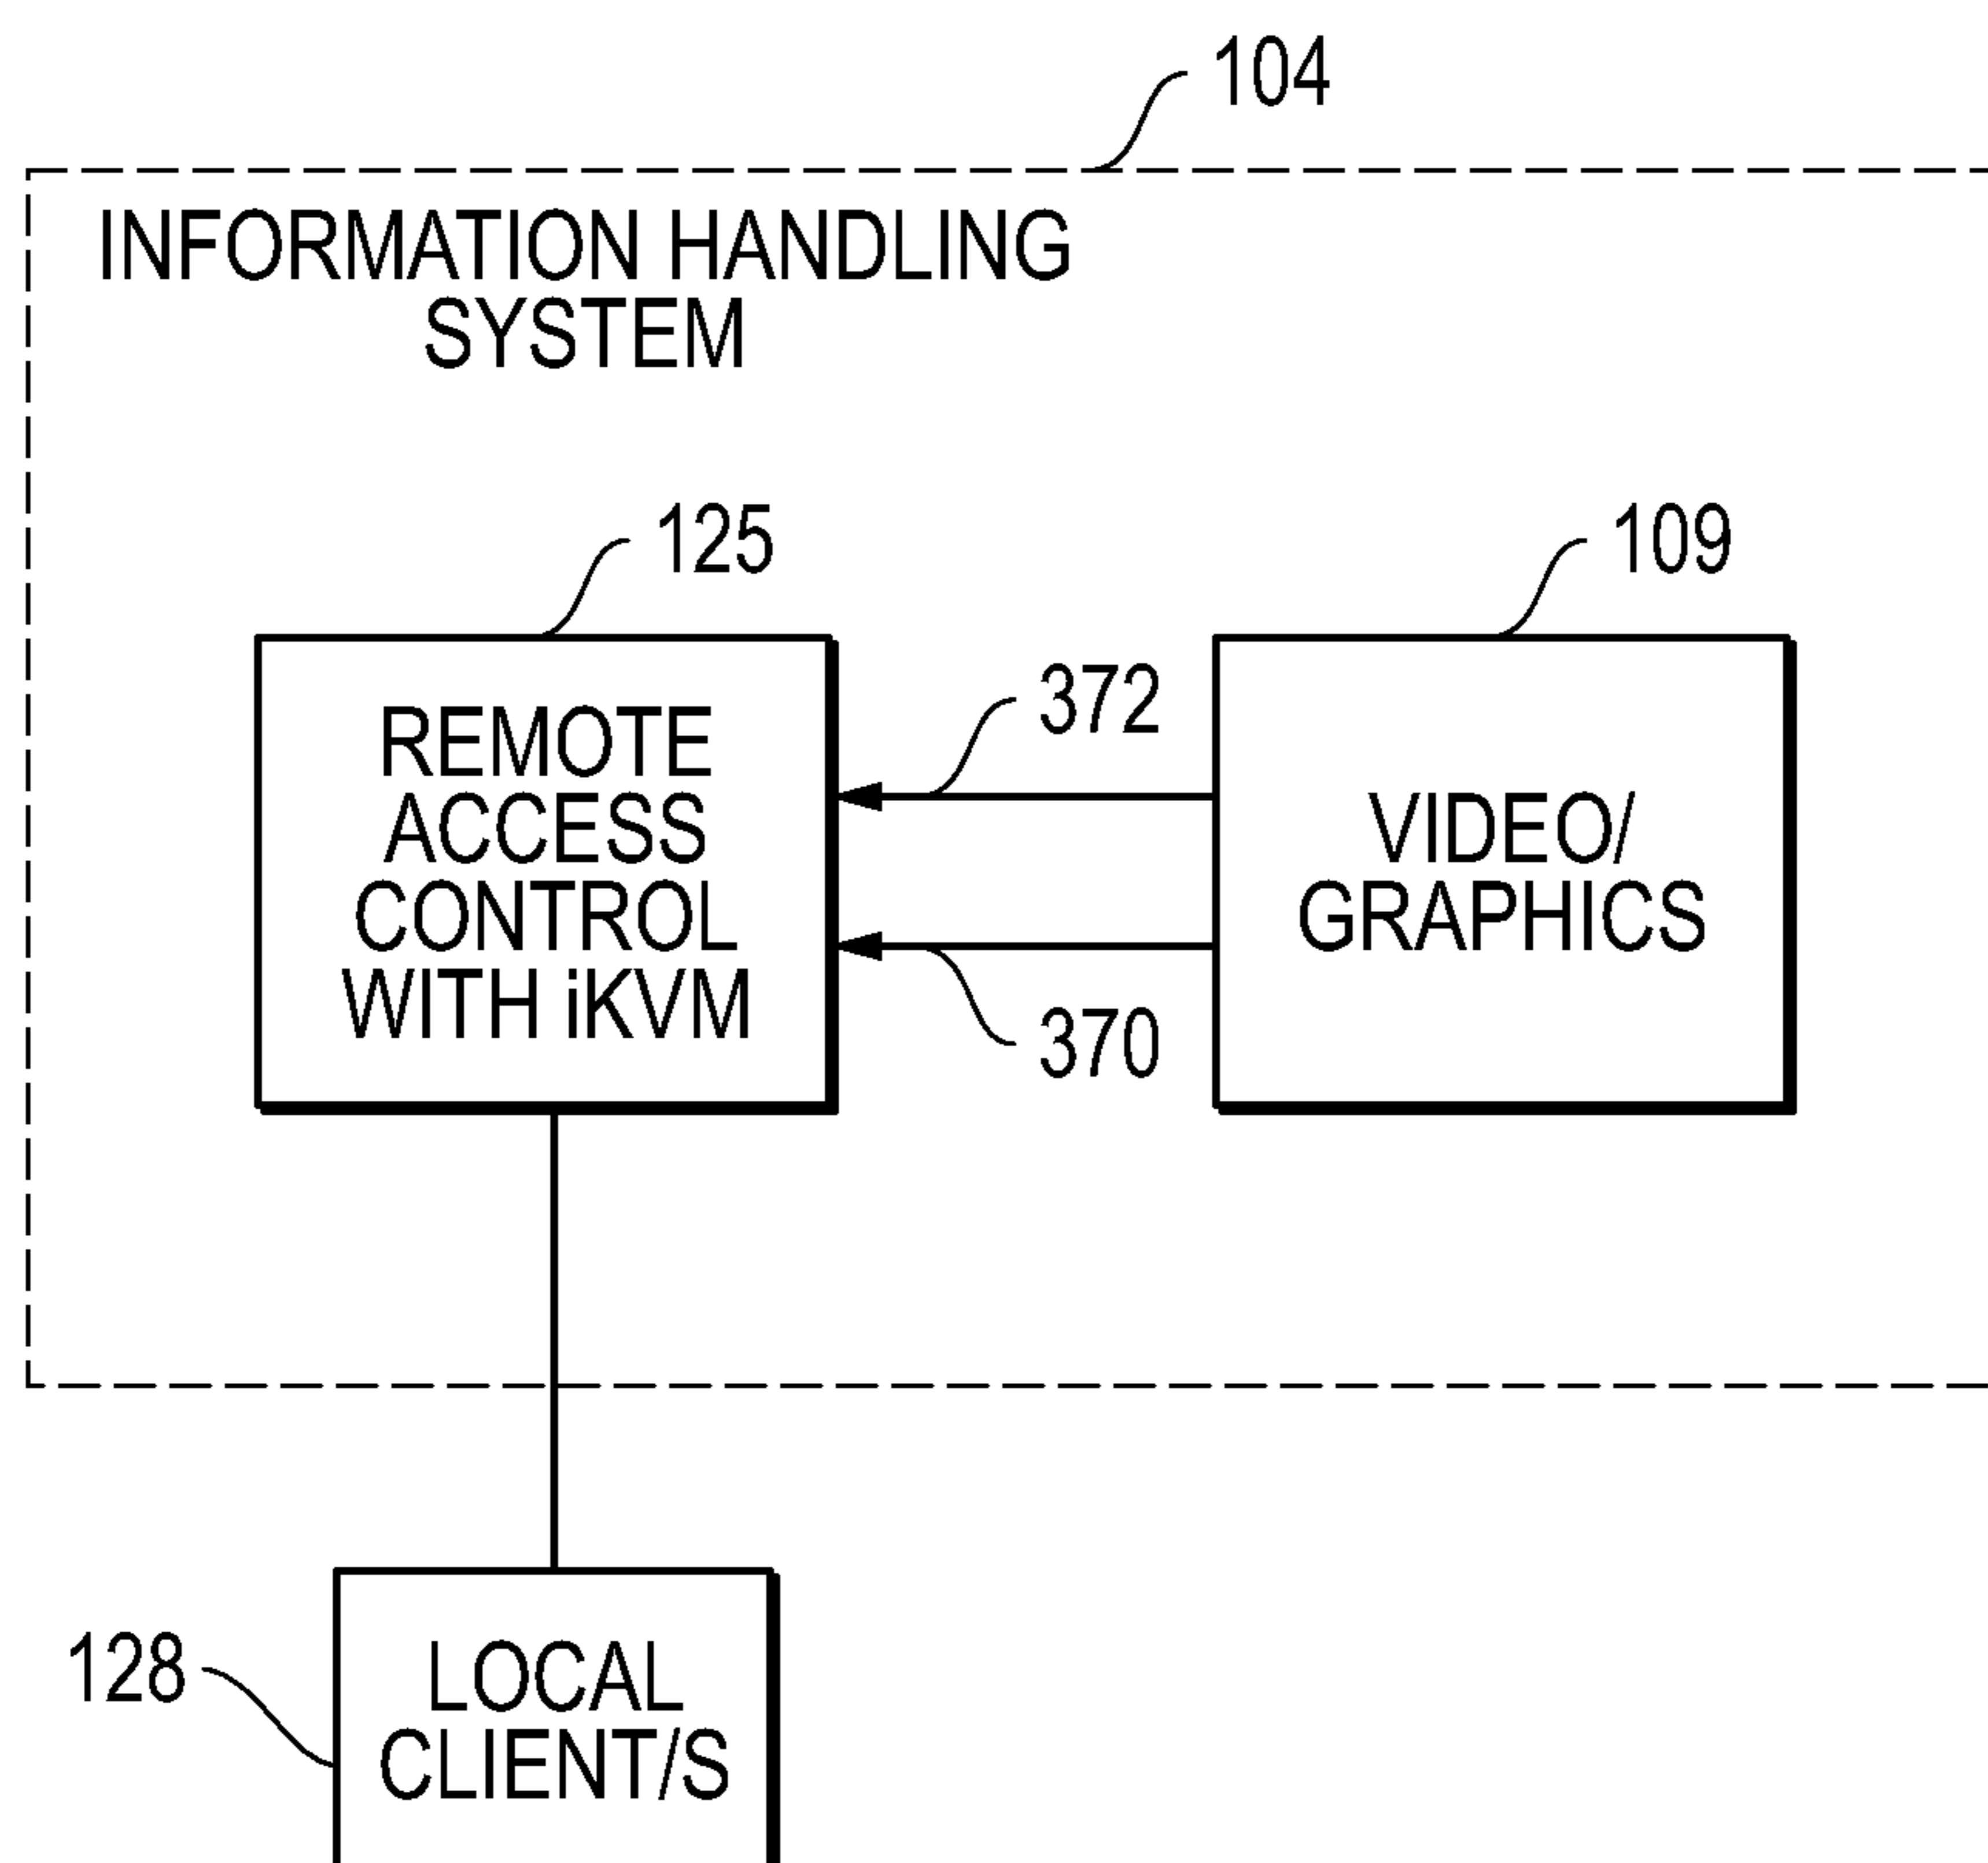 104
INFORMATION HANDLING
SYSTEM
125
109
REMOTE
ACCESS
CONTROL
WITH iKVM
372
370
VIDEO/
GRAPHICS
128
LOCAL
CLIENT/S